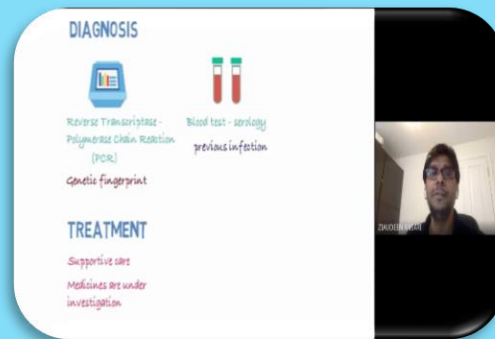 DIAGNOSIS
Reverse Transcriptase -
Polymerase Chain Reaction
(PCR)
Genetic fingerprint
Blood test - serology
previous infection
TREATMENT
Supportive care
Medicines are under
investigation